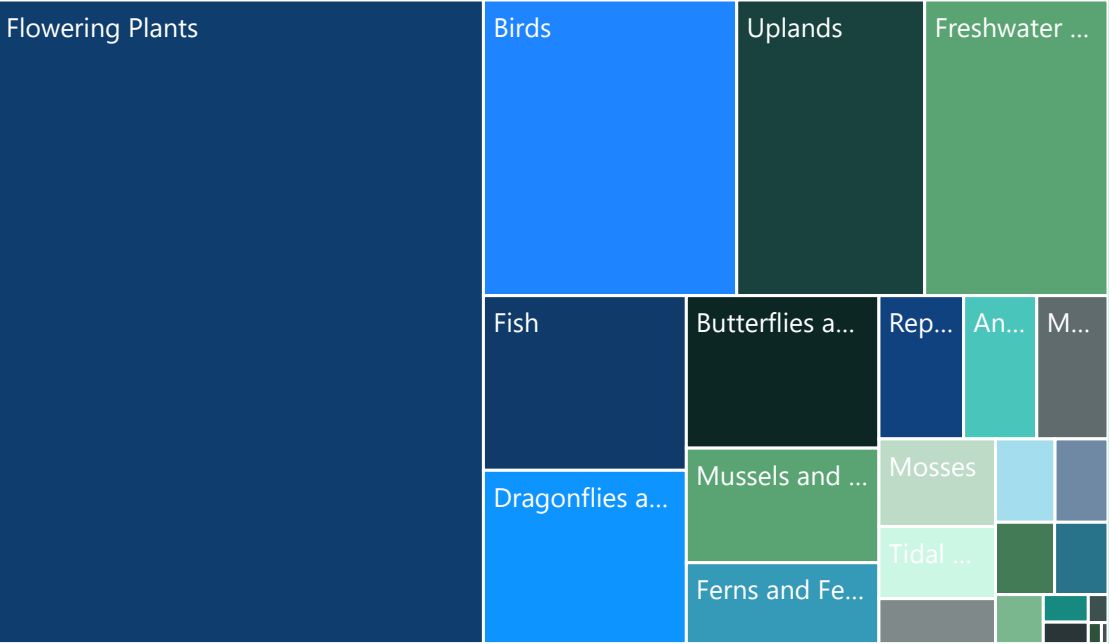 Flowering Plants
Birds
Uplands
Freshwater ...
Fish
Butterflies a...
Rep...
An...
M...
Dragonflies a...
Mussels and ...
Mosses
Ferns and Fe...
Tidal ...